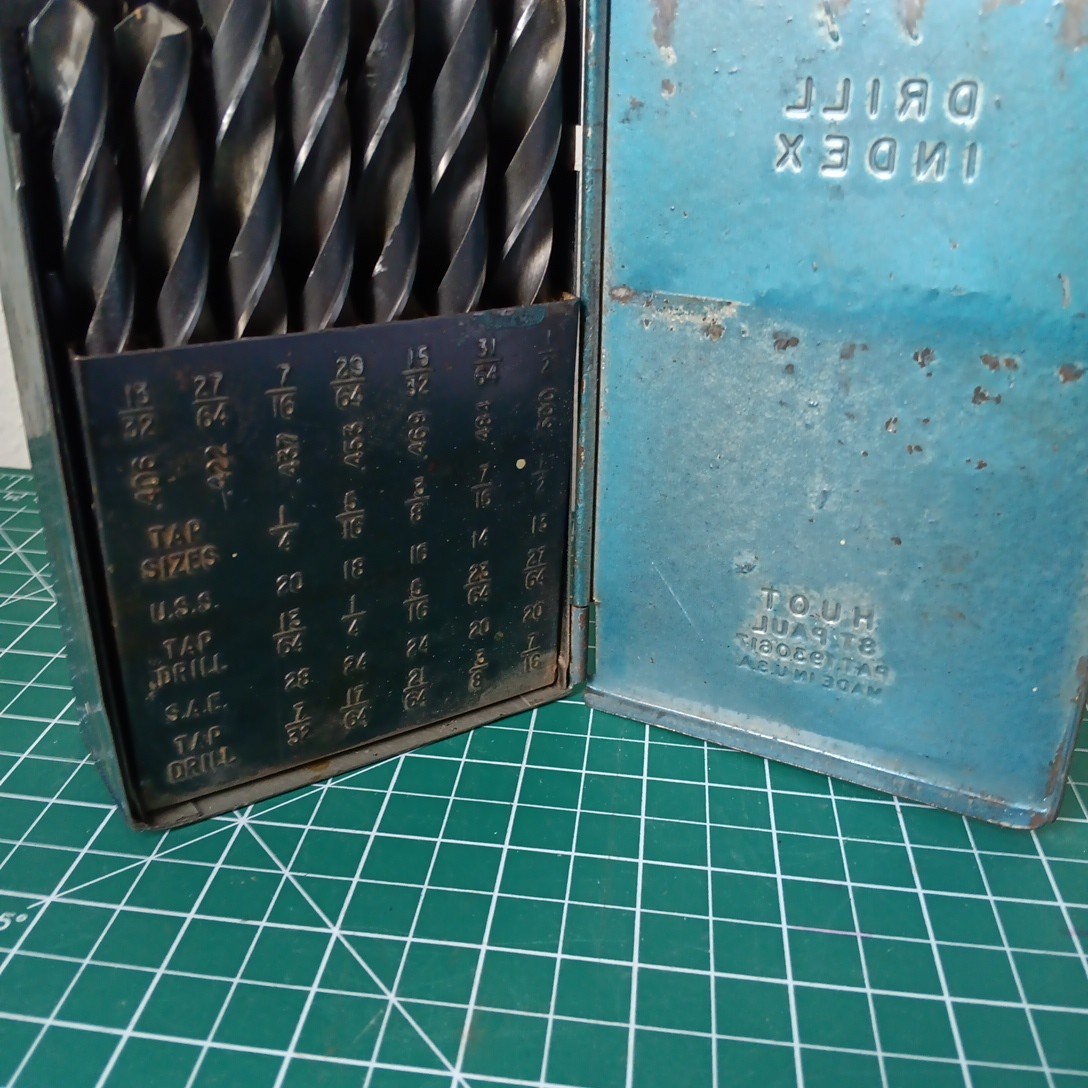 13/32 27/64 7/16 29/64 15/32 31/64 1/2
406 422 437 453 469 484 500
TAP SIZES 1/4 5/16 3/8 7/16 1/2
U.S.S. 20 18 16 14
TAP DRILL 13/64 1/4 5/16 23/64
S.A.E. 28 24 24 20 20
TAP DRILL 7/32 17/64 21/64 3/8 7/16
DRILL
INDEX
HUOT
ST. PAUL
PAT. 1930617
MADE IN U.S.A.
5°